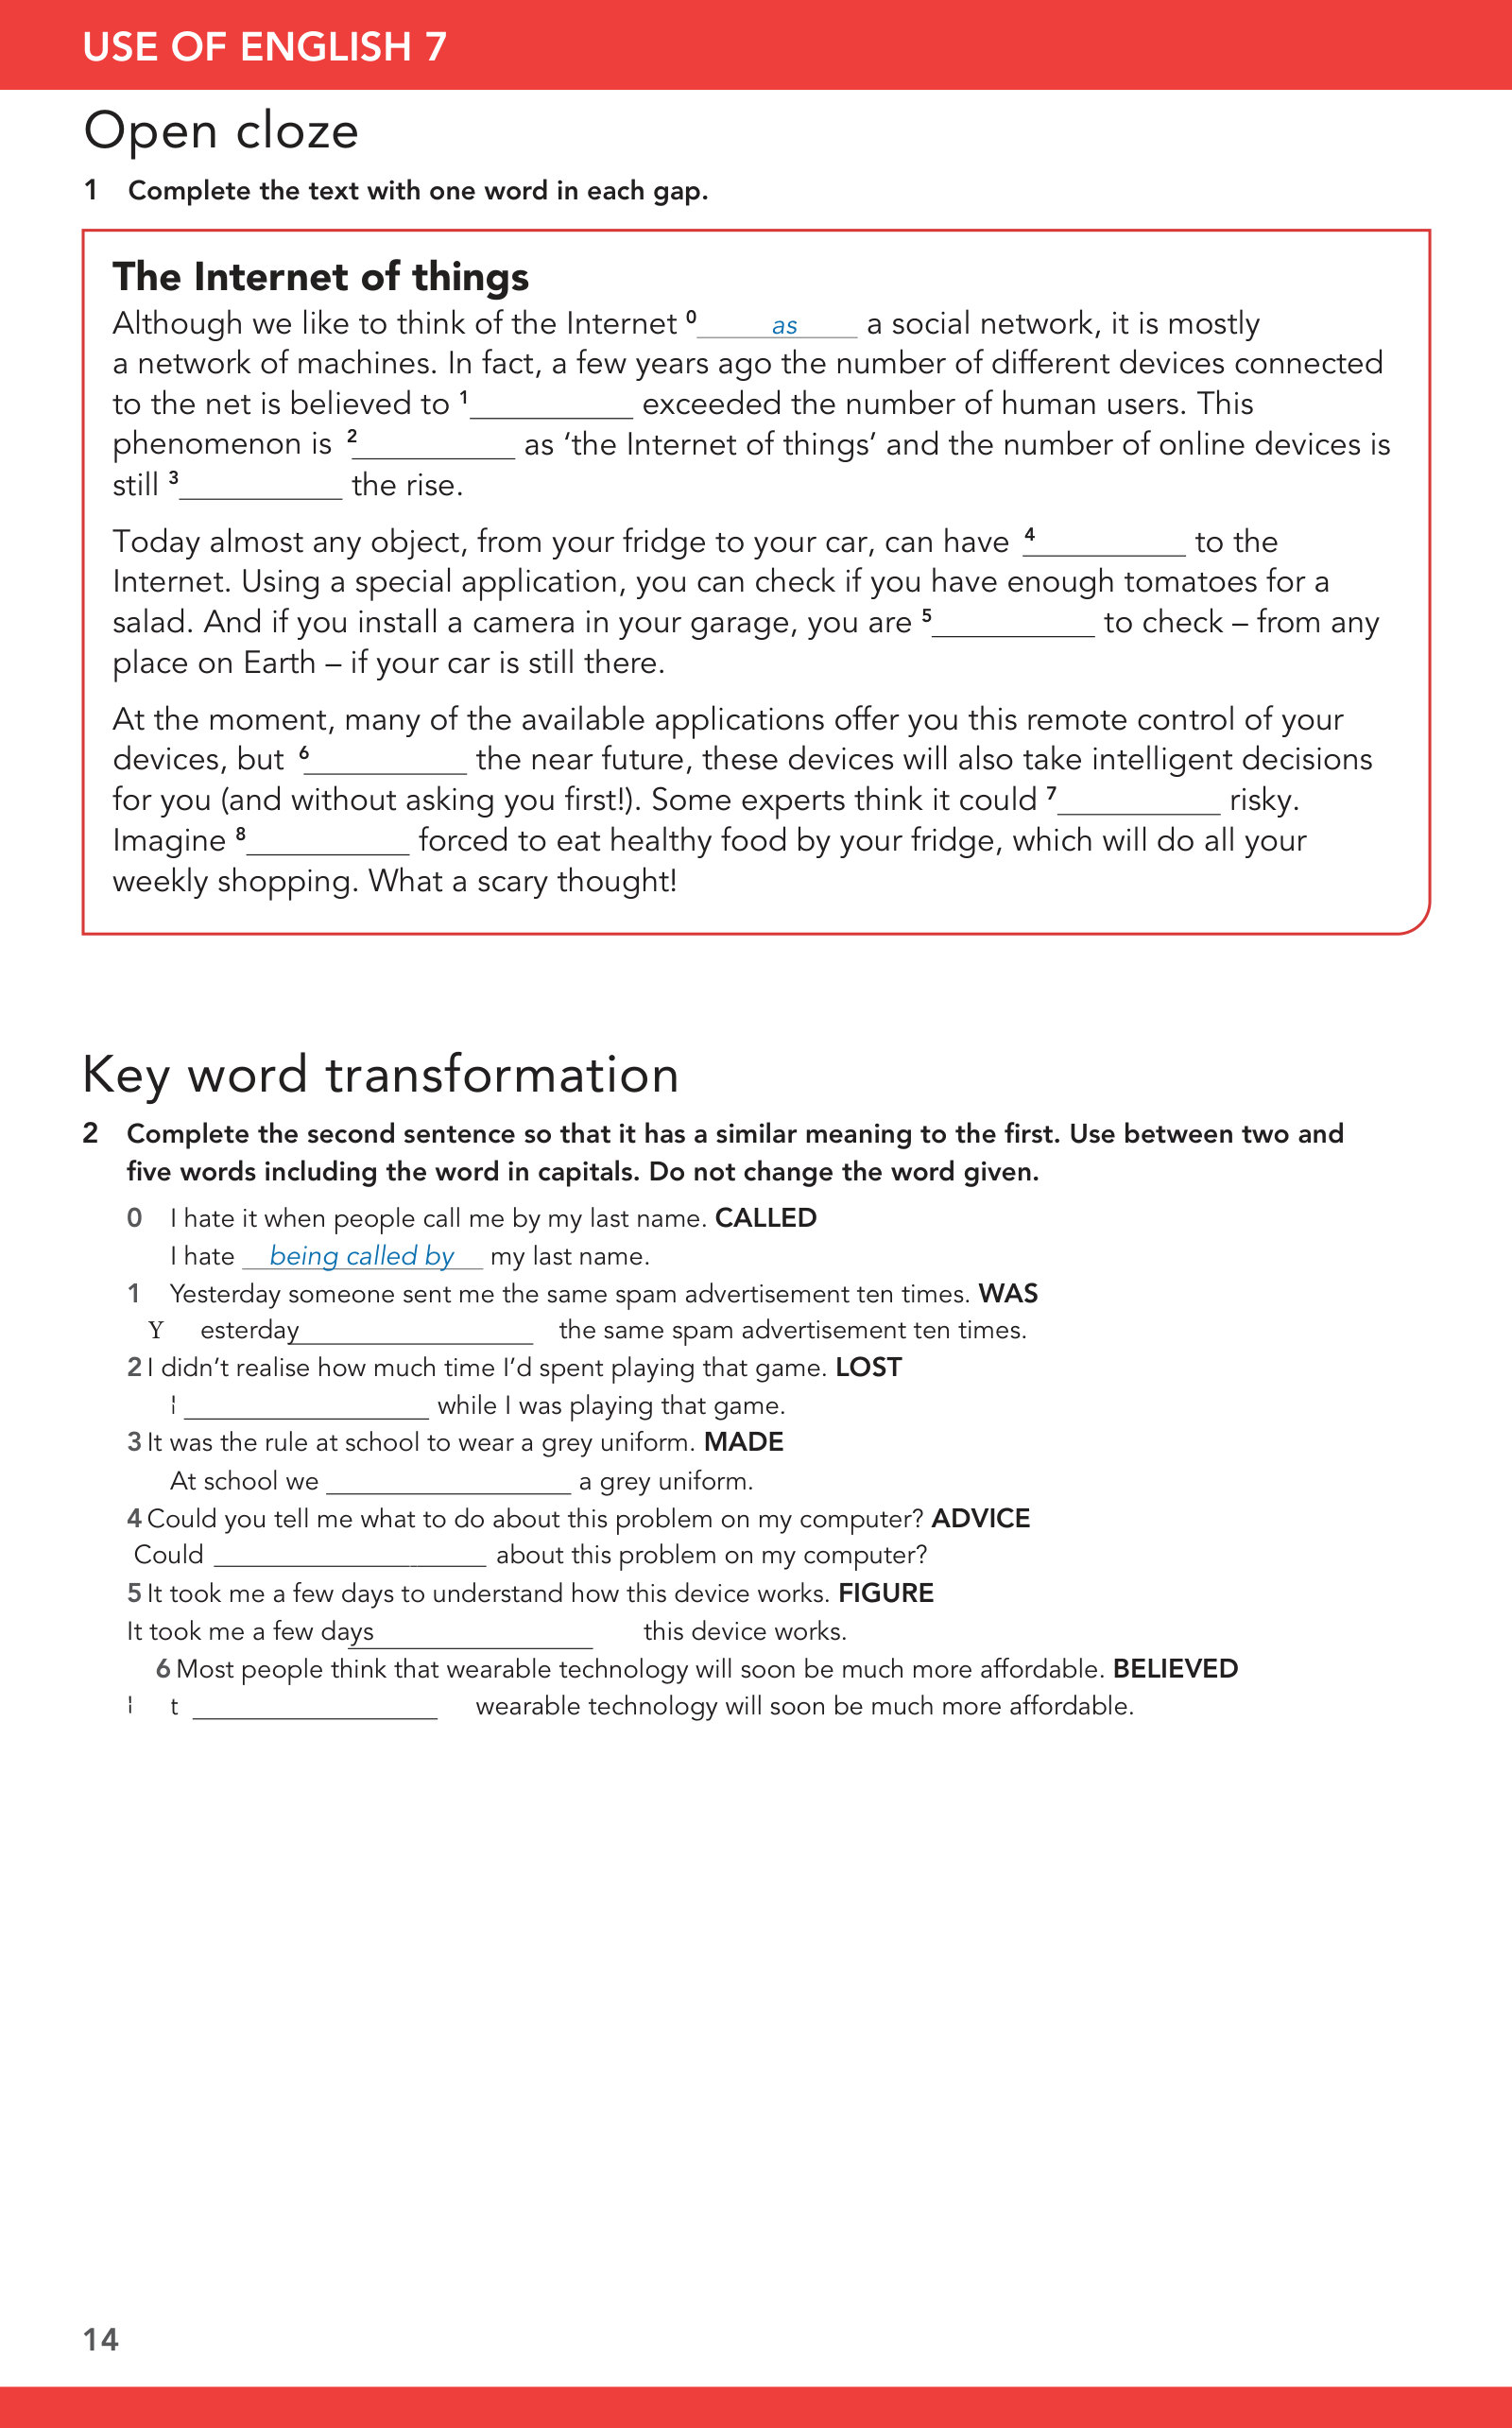 USE OF ENGLISH 7
Open cloze
1 Complete the text with one word in each gap.
The Internet of things
Although we like to think of the Internet 0 as a social network, it is mostly
a network of machines. In fact, a few years ago the number of different devices connected
to the net is believed to 1__________ exceeded the number of human users. This
phenomenon is 2__________ as ‘the Internet of things’ and the number of online devices is
still 3__________ the rise.
Today almost any object, from your fridge to your car, can have 4__________ to the
Internet. Using a special application, you can check if you have enough tomatoes for a
salad. And if you install a camera in your garage, you are 5__________ to check – from any
place on Earth – if your car is still there.
At the moment, many of the available applications offer you this remote control of your
devices, but 6__________ the near future, these devices will also take intelligent decisions
for you (and without asking you first!). Some experts think it could 7__________ risky.
Imagine 8__________ forced to eat healthy food by your fridge, which will do all your
weekly shopping. What a scary thought!
Key word transformation
2 Complete the second sentence so that it has a similar meaning to the first. Use between two and
five words including the word in capitals. Do not change the word given.
0 I hate it when people call me by my last name. CALLED
I hate being called by my last name.
1 Yesterday someone sent me the same spam advertisement ten times. WAS
Y esterday_______________ the same spam advertisement ten times.
2 I didn’t realise how much time I’d spent playing that game. LOST
¦ _______________ while I was playing that game.
3 It was the rule at school to wear a grey uniform. MADE
At school we _______________ a grey uniform.
4 Could you tell me what to do about this problem on my computer? ADVICE
Could _______________ about this problem on my computer?
5 It took me a few days to understand how this device works. FIGURE
It took me a few days_______________ this device works.
6 Most people think that wearable technology will soon be much more affordable. BELIEVED
¦ t _______________ wearable technology will soon be much more affordable.
14